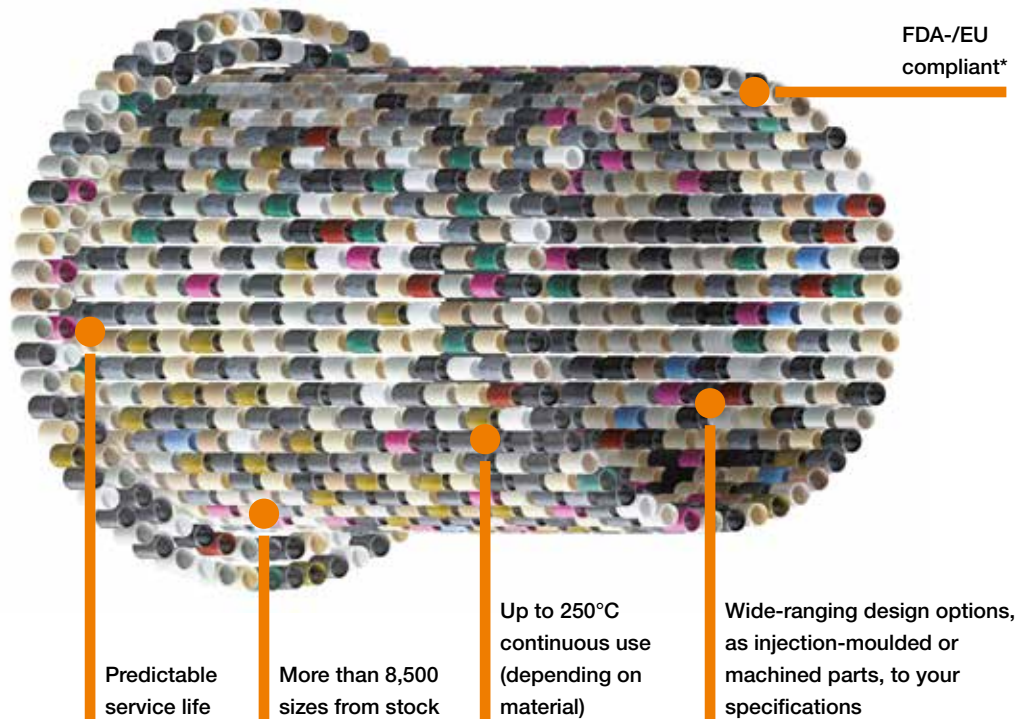 FDA-/EU
compliant*
Predictable
service life
More than 8,500
sizes from stock
Up to 250°C
continuous use
(depending on
material)
Wide-ranging design options,
as injection-moulded or
machined parts, to your
specifications